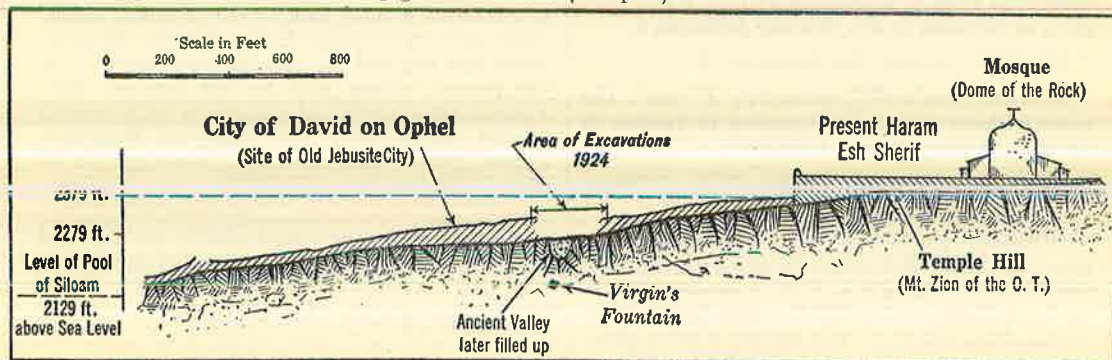 Scale in Feet
0 200 400 600 800
Mosque
(Dome of the Rock)
City of David on Ophel
(Site of Old Jebusite City)
Area of Excavations
1924
Present Haram
Esh Sherif
2379 ft.
2279 ft.
Level of Pool
of Siloam
2129 ft.
above Sea Level
Ancient Valley
later filled up
Virgin's
Fountain
Temple Hill
(Mt. Zion of the O. T.)